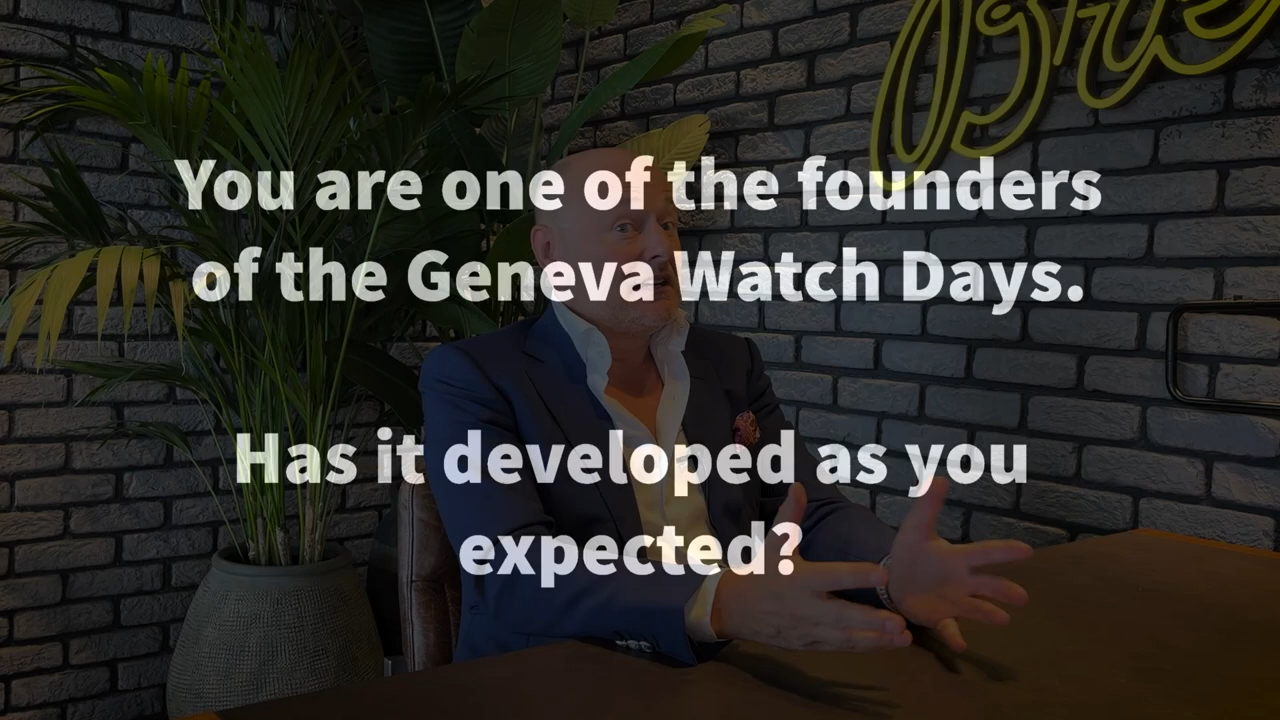 You are one of the founders
of the Geneva Watch Days.
Has it developed as you
expected?